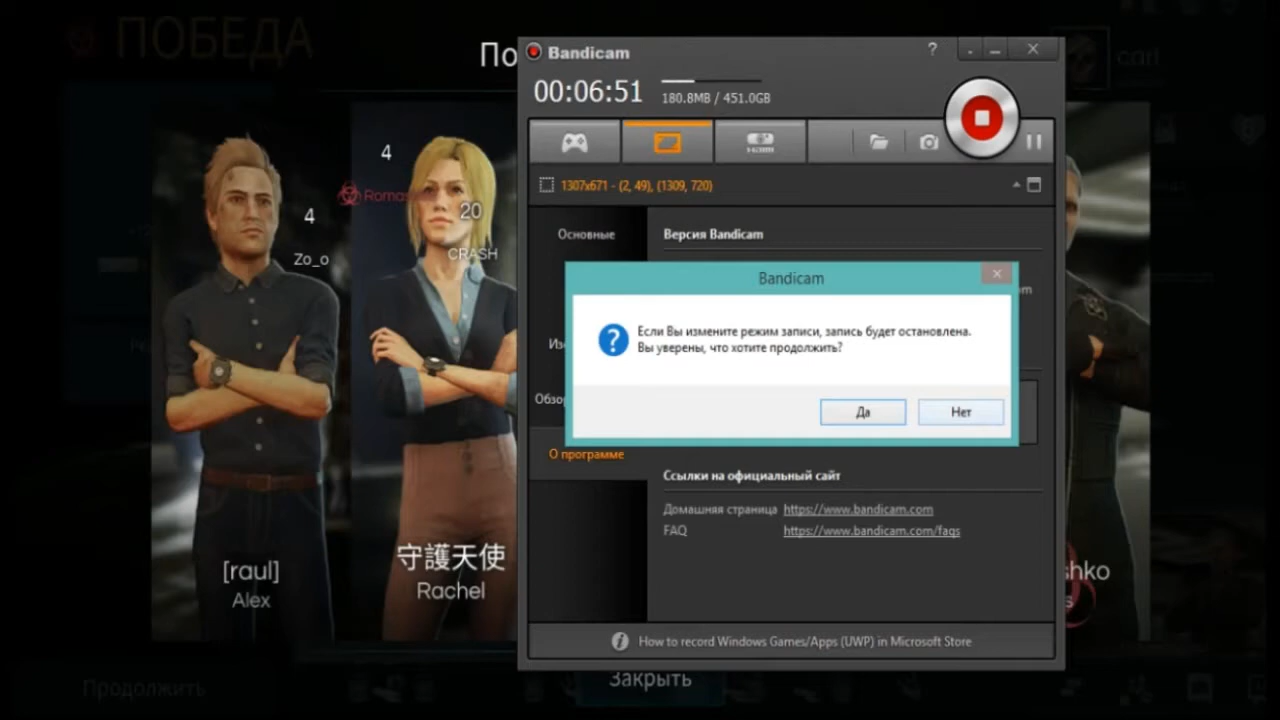 ПОБЕДА
По
Bandicam
?
00:06:51
180.8MB / 451.0GB
carl
4
Romas
20
CRASH
4
Zo_o
1307x671 - (2, 49), (1309, 720)
Основные
Версия Bandicam
Bandicam
Если Вы измените режим записи, запись будет остановлена.
Вы уверены, что хотите продолжить?
Да
Нет
Из
Обзор
О программе
Ссылки на официальный сайт
Домашняя страница https://www.bandicam.com
FAQ https://www.bandicam.com/faqs
[raul]
Alex
守護天使
Rachel
shko
s
How to record Windows Games/Apps (UWP) in Microsoft Store
Продолжить
Закрыть